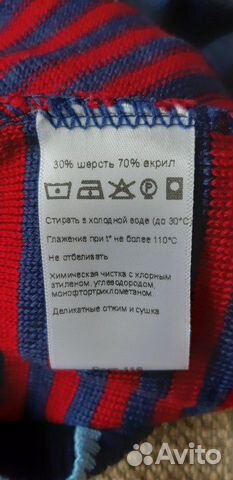 30% шерсть 70% акрил
Стирать в холодной воде (до 30°C)
Глажение при t° не более 110°C
Не отбеливать
Химическая чистка с хлорным
этиленом, углеводородом,
монофтортрихлометаном.
Деликатные отжим и сушка
Avito